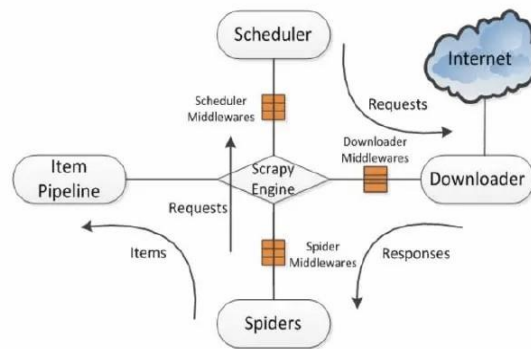 Scheduler
Internet
Scheduler
Middlewares
Requests
Downloader
Middlewares
Item
Pipeline
Scrapy
Engine
Downloader
Requests
Items
Spider
Middlewares
Responses
Spiders